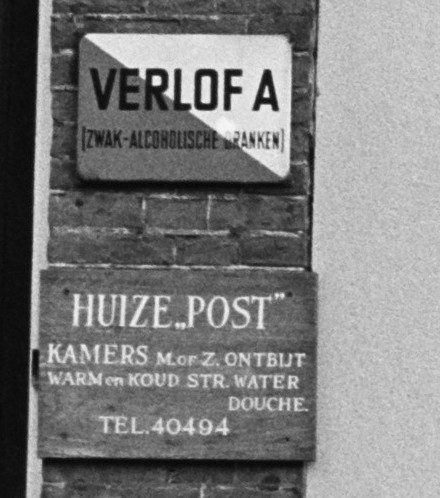 VERLOF A
(ZWAK-ALCOHOLISCHE DRANKEN)
HUIZE „POST”
KAMERS M. OF Z. ONTBIJT
WARM en KOUD STR. WATER
DOUCHE.
TEL. 40494